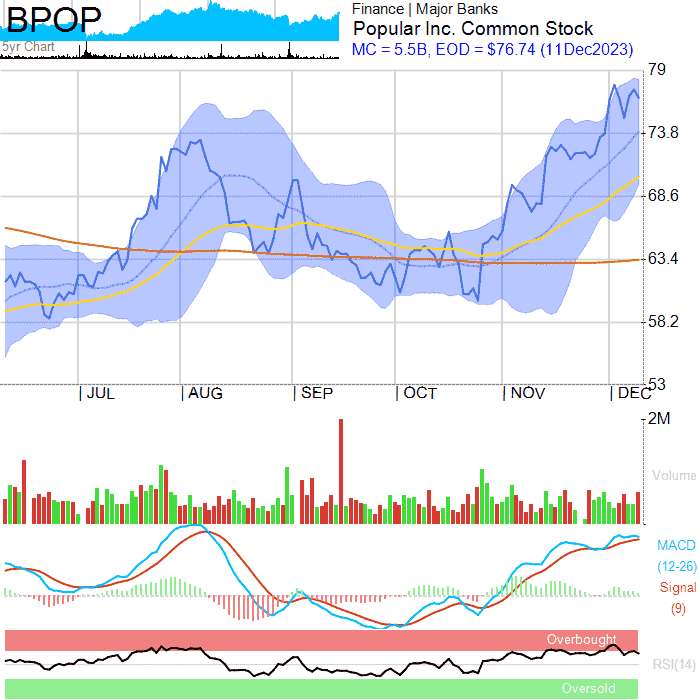 BPOP
5yr Chart
Finance | Major Banks
Popular Inc. Common Stock
MC = 5.5B, EOD = $76.74 (11Dec2023)
79
73.8
68.6
63.4
58.2
53
| JUL | AUG | SEP | OCT | NOV | DEC
2M
Volume
MACD
(12-26)
Signal
(9)
Overbought
RSI(14)
Oversold